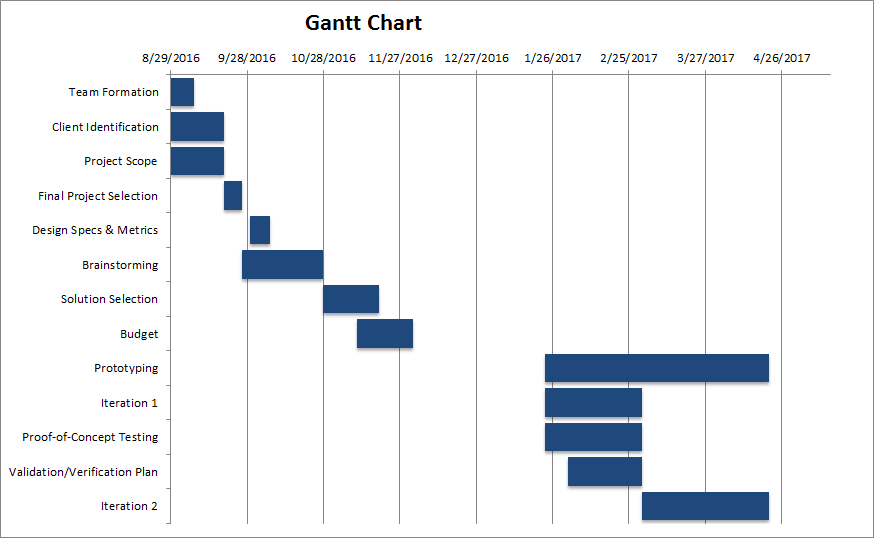 Gantt Chart
8/29/2016 9/28/2016 10/28/2016 11/27/2016 12/27/2016 1/26/2017 2/25/2017 3/27/2017 4/26/2017
Team Formation
Client Identification
Project Scope
Final Project Selection
Design Specs & Metrics
Brainstorming
Solution Selection
Budget
Prototyping
Iteration 1
Proof-of-Concept Testing
Validation/Verification Plan
Iteration 2